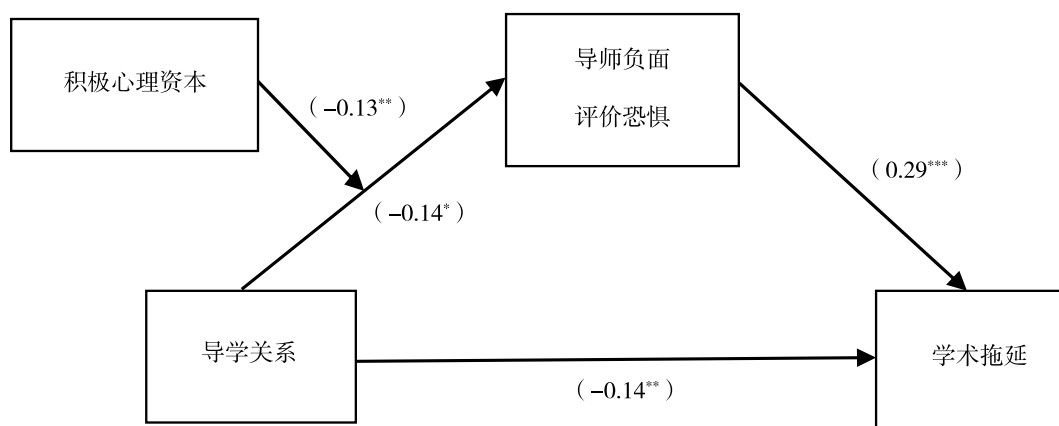 积极心理资本
导师负面
评价恐惧
（–0.13**）
（0.29***）
（–0.14*）
导学关系
学术拖延
（–0.14**）